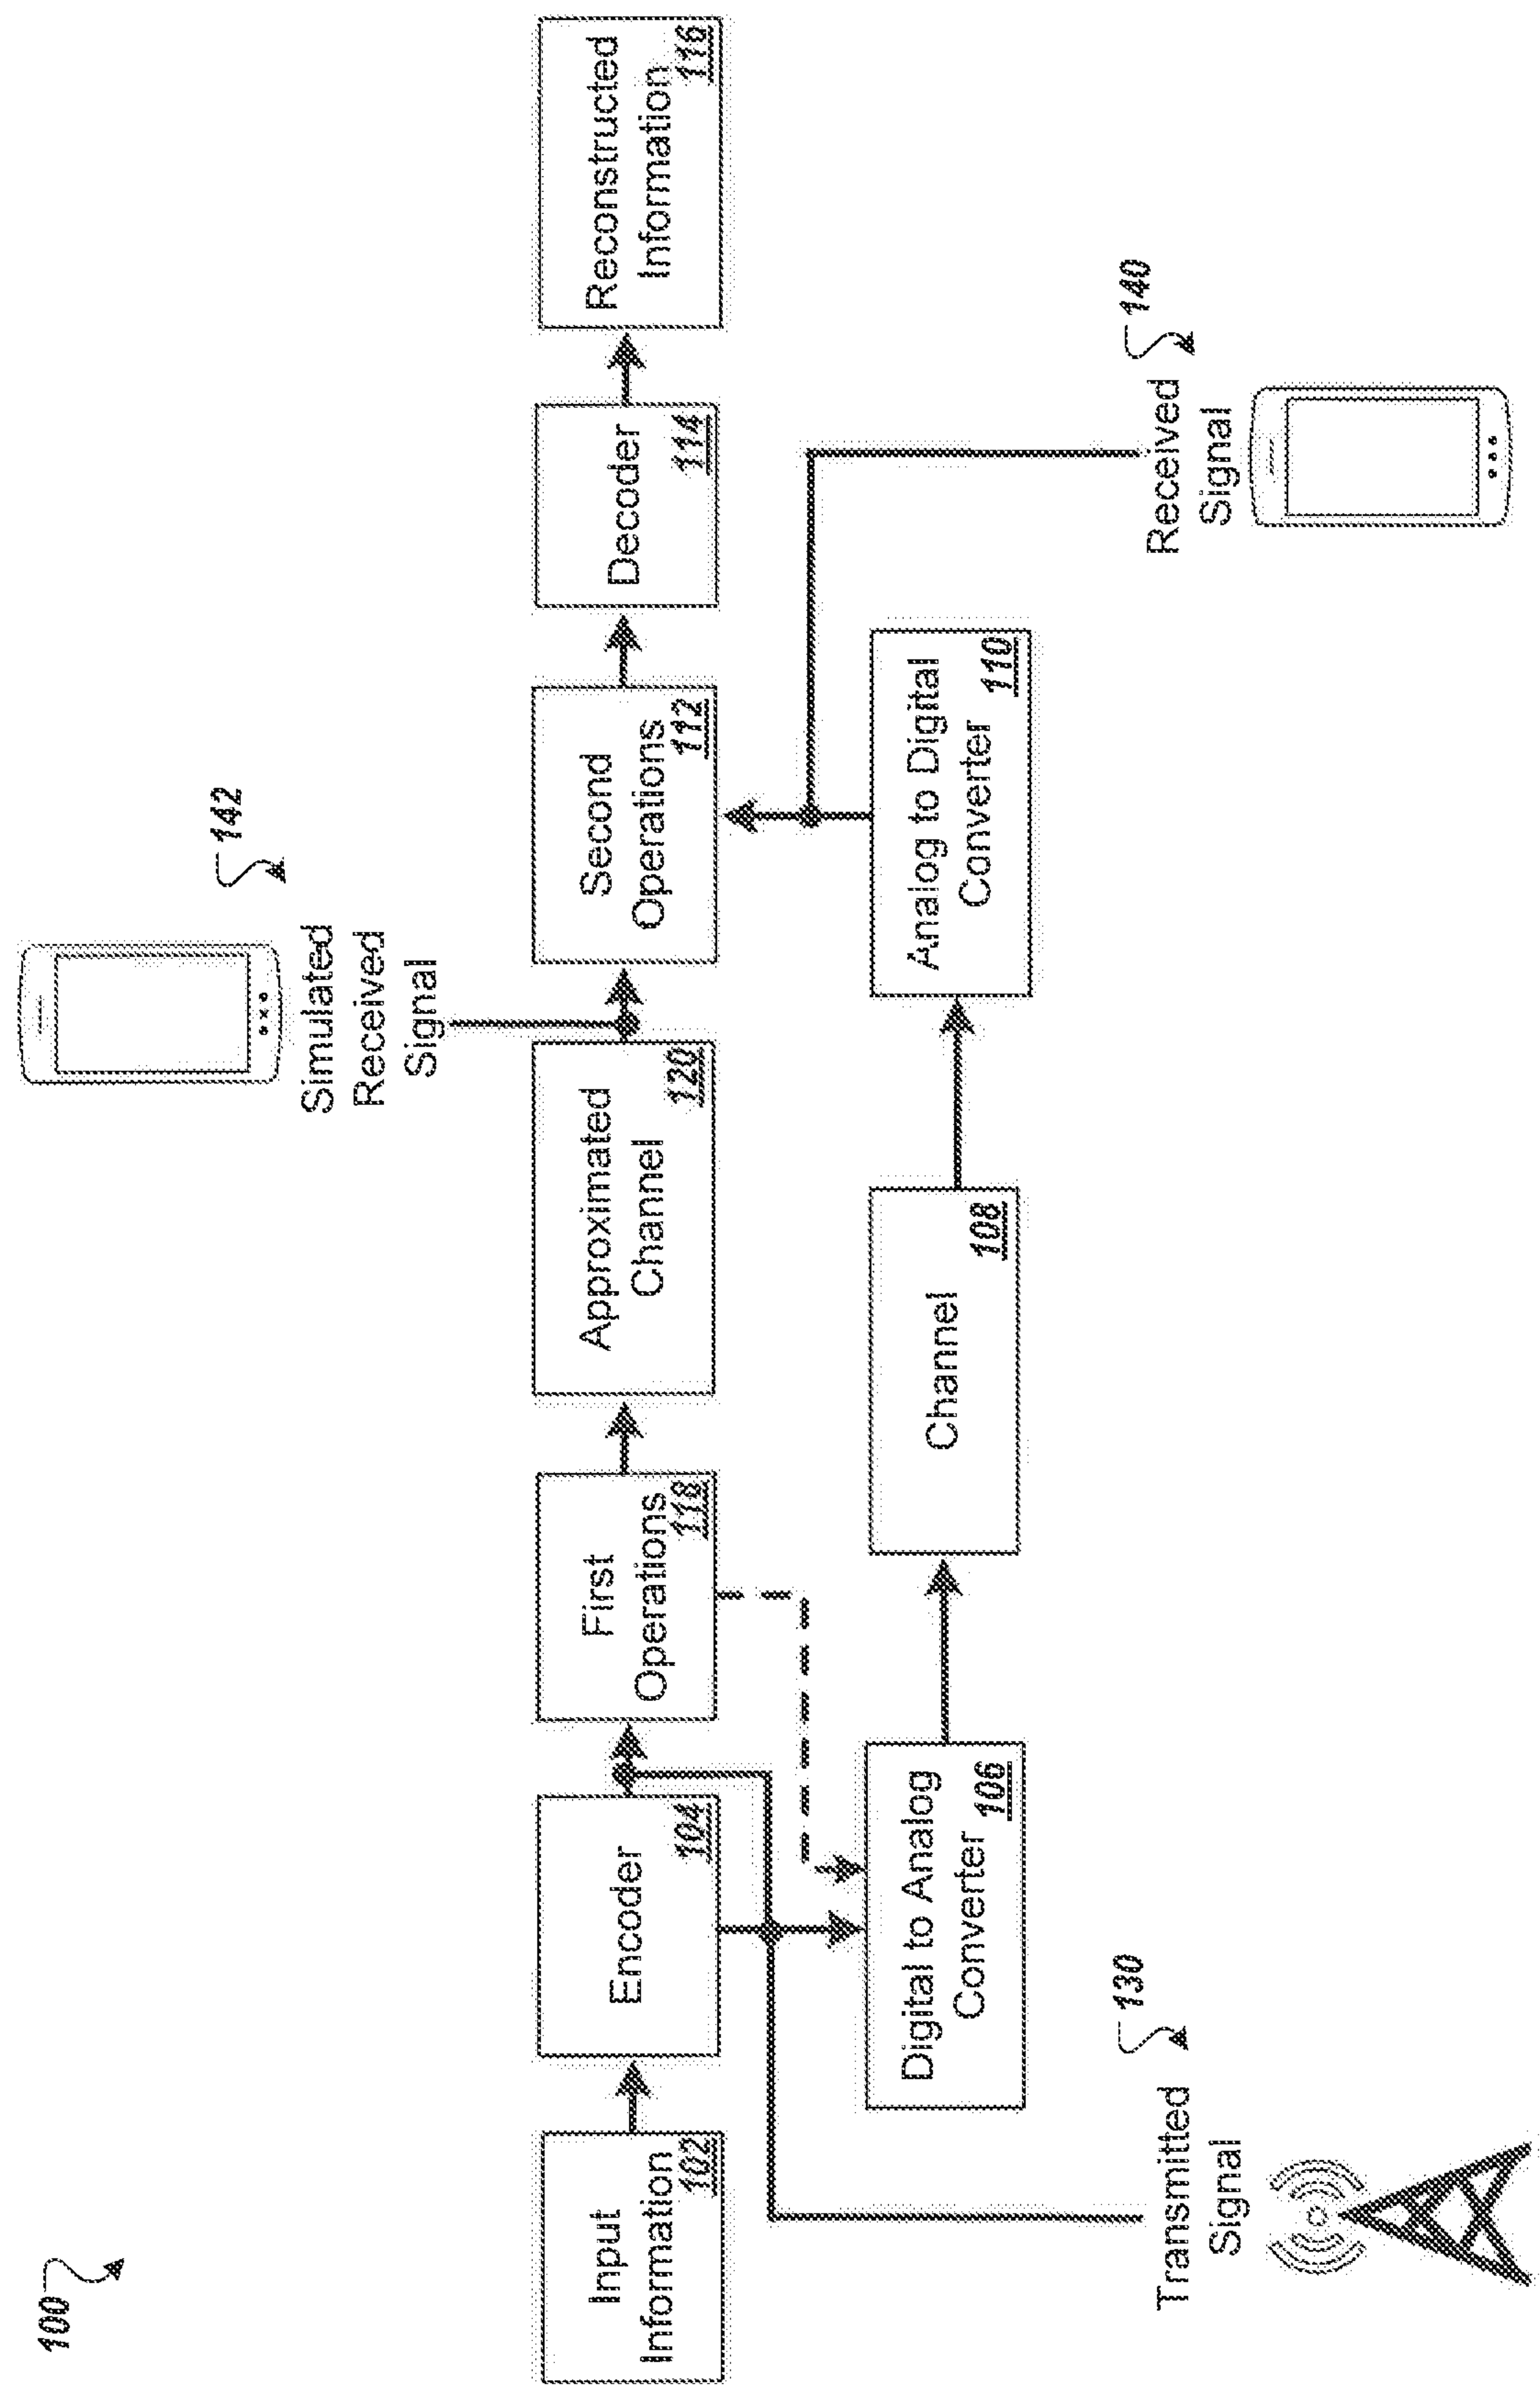 100
Simulated
Received
Signal
142
Input
Information
102
Encoder
104
First
Operations
118
Approximated
Channel
120
Second
Operations
112
Decoder
114
Reconstructed
Information
116
Digital to Analog
Converter
106
Channel
108
Analog to Digital
Converter
110
Transmitted
Signal
130
Received
Signal
140